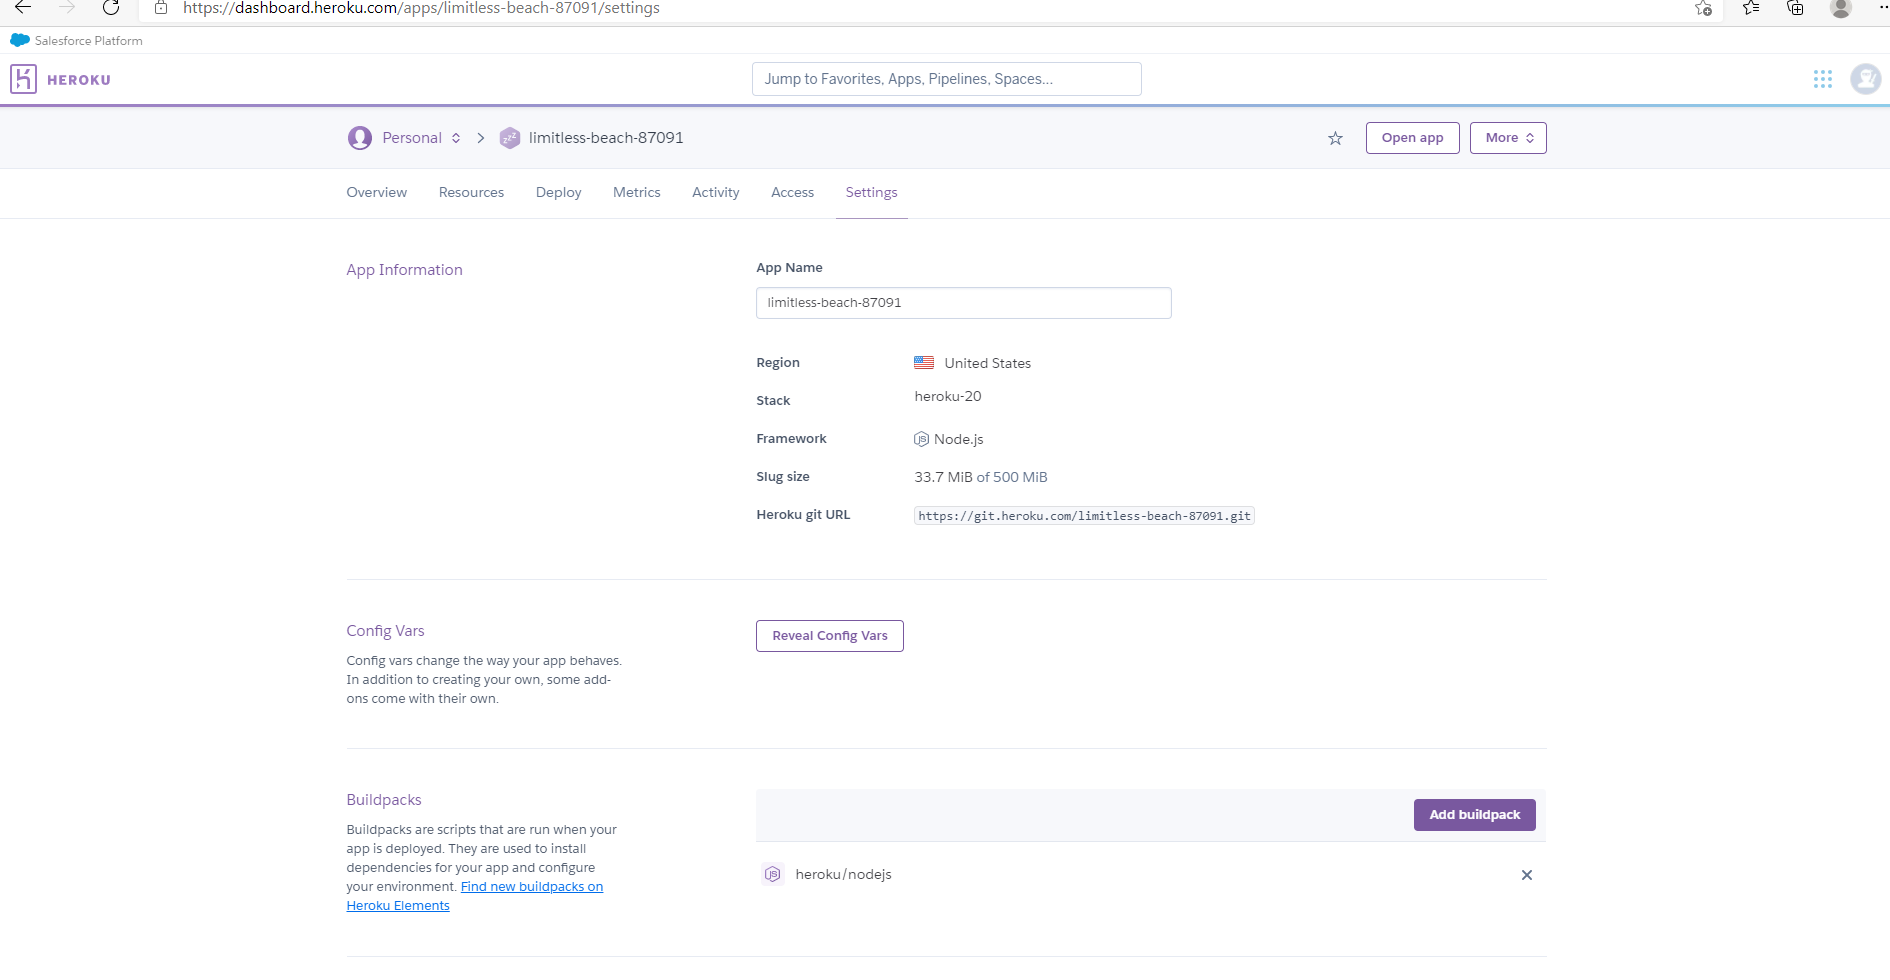 https://dashboard.heroku.com/apps/limitless-beach-87091/settings
Salesforce Platform
HEROKU
Jump to Favorites, Apps, Pipelines, Spaces...
Personal > limitless-beach-87091
Open app
More
Overview Resources Deploy Metrics Activity Access Settings
App Information
App Name
limitless-beach-87091
Region United States
Stack heroku-20
Framework Node.js
Slug size 33.7 MiB of 500 MiB
Heroku git URL https://git.heroku.com/limitless-beach-87091.git
Config Vars
Config vars change the way your app behaves.
In addition to creating your own, some add-
ons come with their own.
Reveal Config Vars
Buildpacks
Buildpacks are scripts that are run when your
app is deployed. They are used to install
dependencies for your app and configure
your environment. Find new buildpacks on
Heroku Elements
Add buildpack
heroku/nodejs